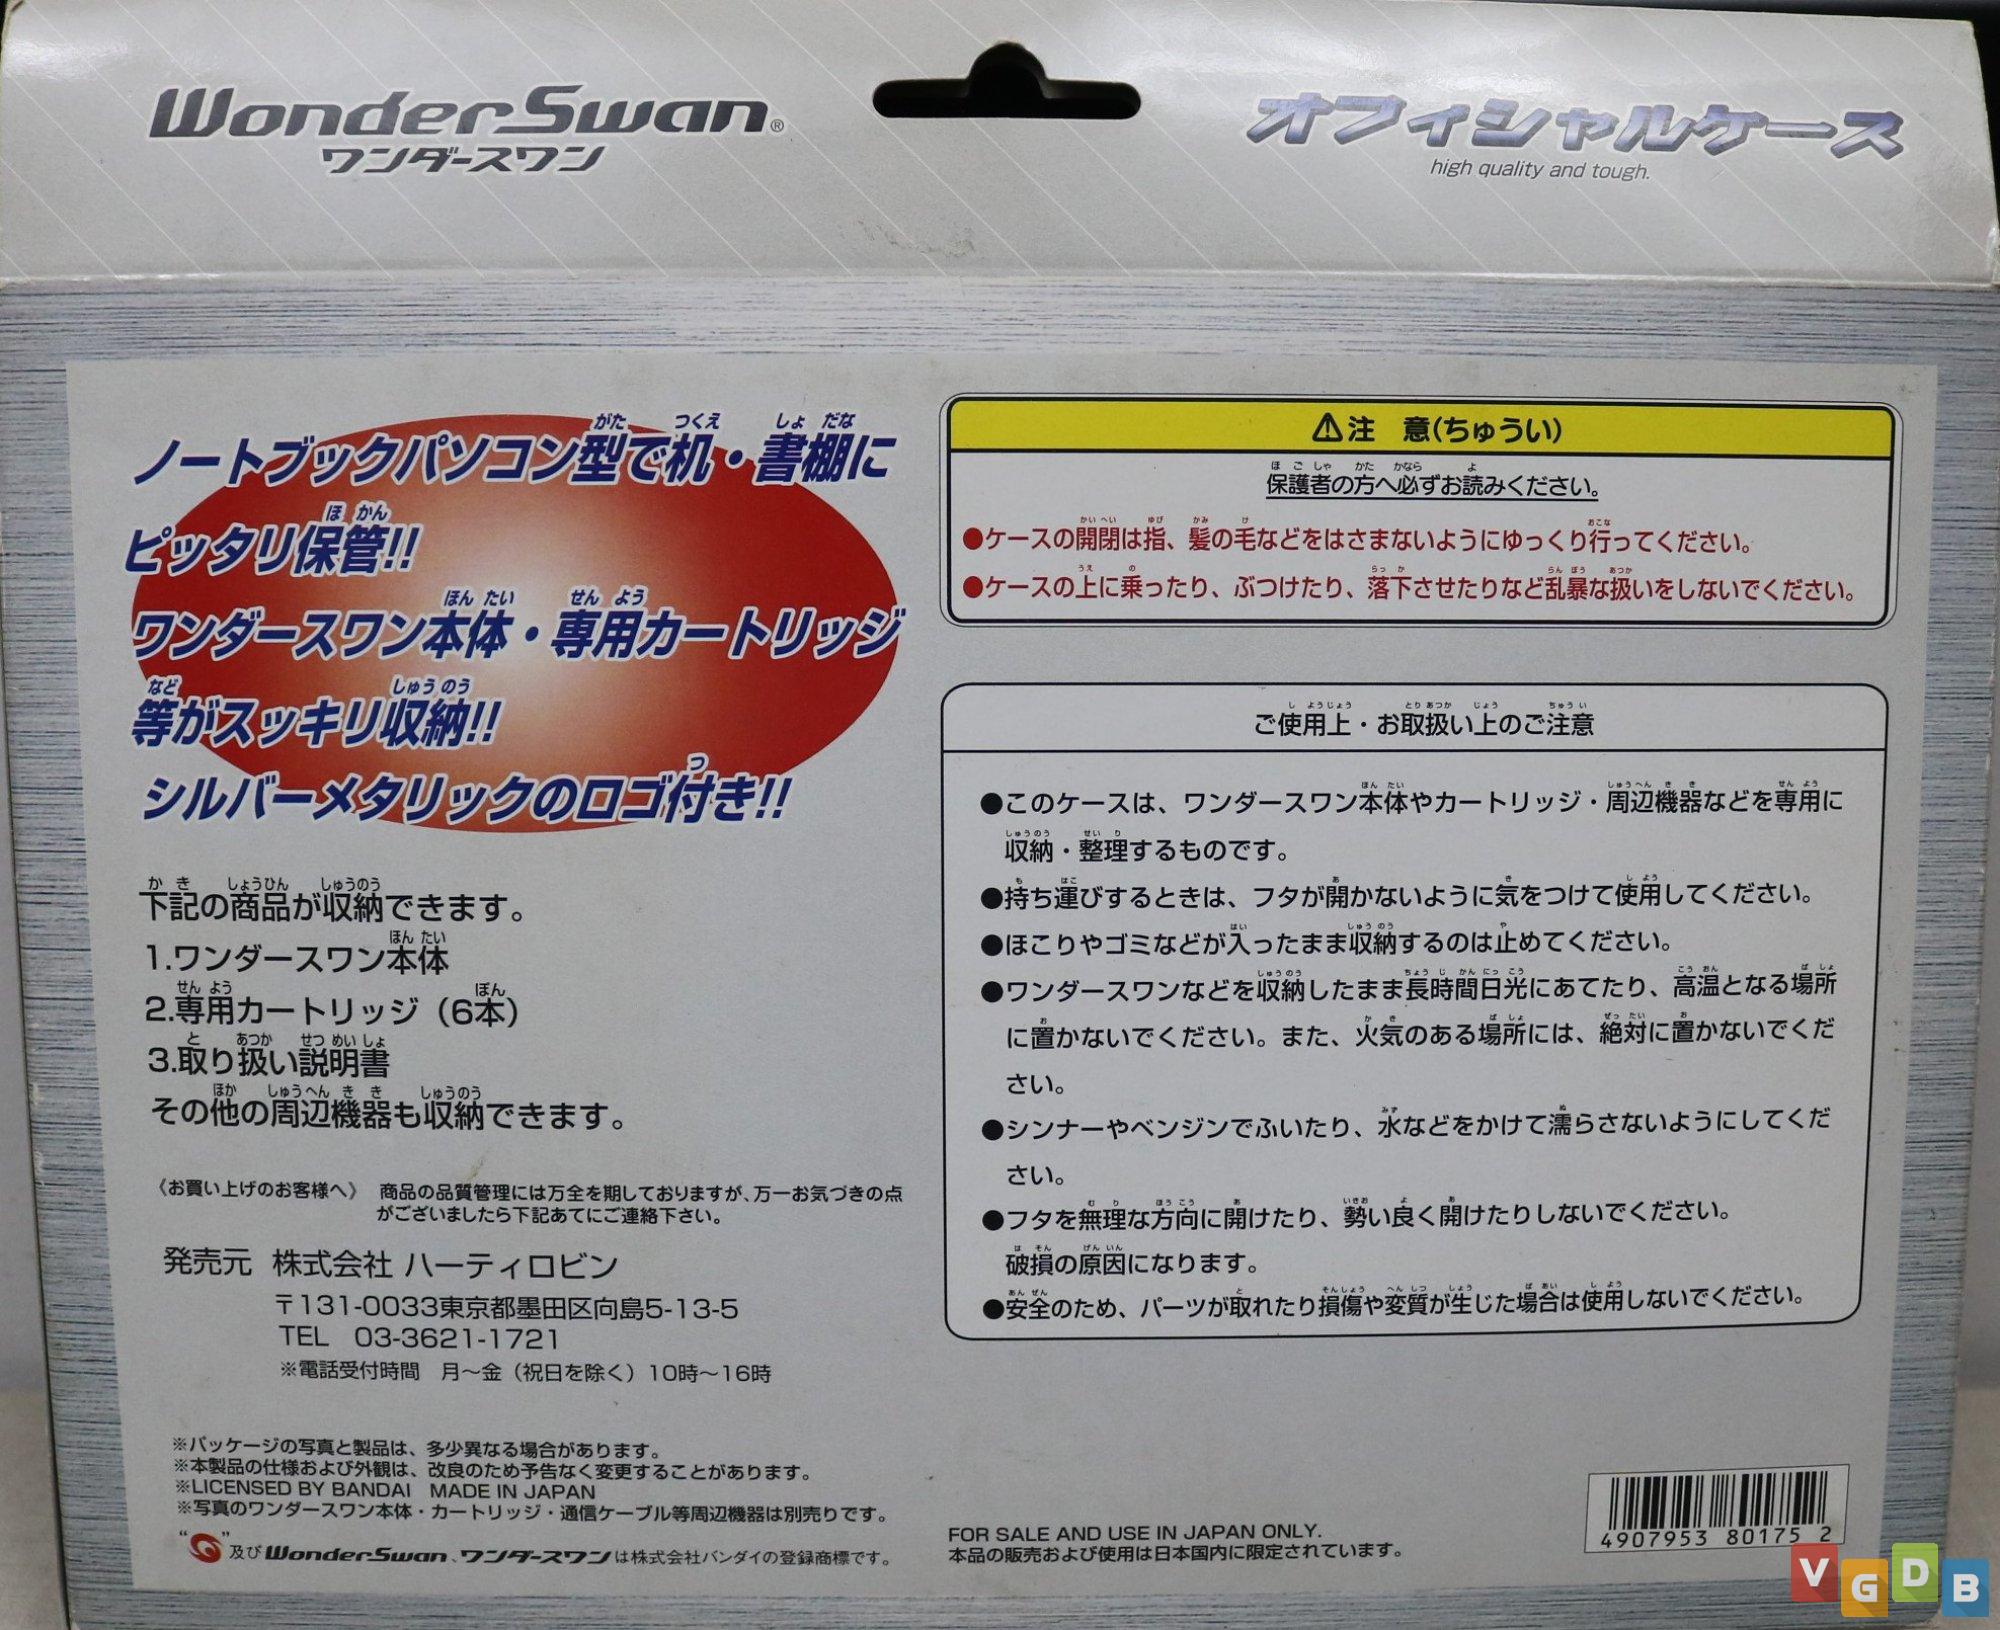 WonderSwan®
ワンダースワン
オフィシャルケース
high quality and tough.
ノートブックパソコン型で机・書棚に
ピッタリ保管!!
ワンダースワン本体・専用カートリッジ
等がスッキリ収納!!
シルバーメタリックのロゴ付き!!
下記の商品が収納できます。
1.ワンダースワン本体
2.専用カートリッジ（6本）
3.取り扱い説明書
その他の周辺機器も収納できます。
〈お買い上げのお客様へ〉 商品の品質管理には万全を期しておりますが、万一お気づきの点
がございましたら下記あてにご連絡下さい。
発売元 株式会社 ハーティロビン
〒131-0033東京都墨田区向島5-13-5
TEL 03-3621-1721
※電話受付時間 月～金（祝日を除く）10時～16時
※パッケージの写真と製品は、多少異なる場合があります。
※本製品の仕様および外観は、改良のため予告なく変更することがあります。
※LICENSED BY BANDAI MADE IN JAPAN
※写真のワンダースワン本体・カートリッジ・通信ケーブル等周辺機器は別売りです。
“ ”及びWonderSwan、ワンダースワンは株式会社バンダイの登録商標です。
⚠注 意(ちゅうい)
保護者の方へ必ずお読みください。
●ケースの開閉は指、髪の毛などをはさまないようにゆっくり行ってください。
●ケースの上に乗ったり、ぶつけたり、落下させたりなど乱暴な扱いをしないでください。
ご使用上・お取扱い上のご注意
●このケースは、ワンダースワン本体やカートリッジ・周辺機器などを専用に
収納・整理するものです。
●持ち運びするときは、フタが開かないように気をつけて使用してください。
●ほこりやゴミなどが入ったまま収納するのは止めてください。
●ワンダースワンなどを収納したまま長時間日光にあてたり、高温となる場所
に置かないでください。また、火気のある場所には、絶対に置かないでくだ
さい。
●シンナーやベンジンでふいたり、水などをかけて濡らさないようにしてくだ
さい。
●フタを無理な方向に開けたり、勢い良く開けたりしないでください。
破損の原因になります。
●安全のため、パーツが取れたり損傷や変質が生じた場合は使用しないでください。
FOR SALE AND USE IN JAPAN ONLY.
本品の販売および使用は日本国内に限定されています。
4907953 80175 2
VGDB